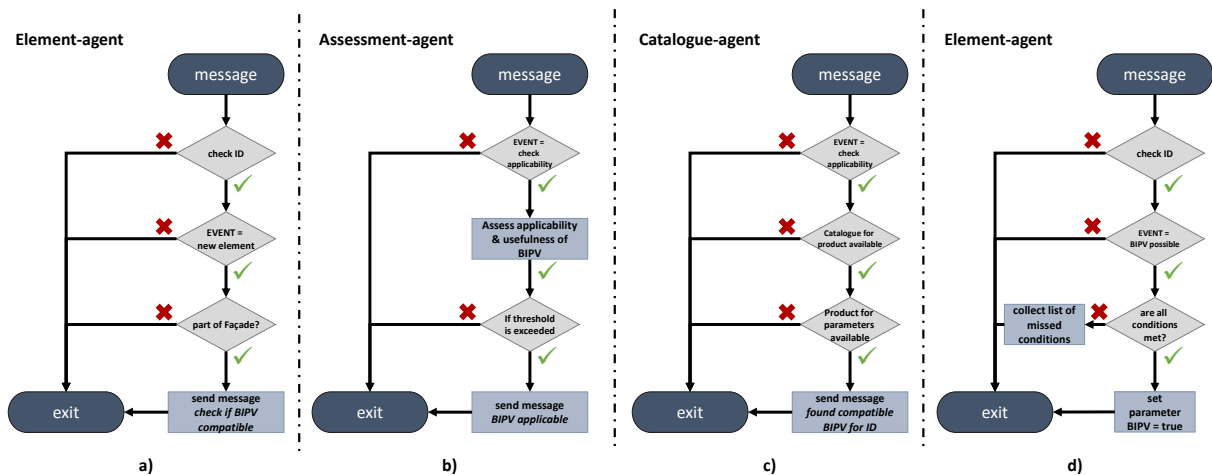 Element-agent
message
check ID
EVENT =
new element
part of Façade?
send message
check if BIPV
compatible
exit
a)
Assessment-agent
message
EVENT =
check
applicability
Assess applicability
& usefulness of
BIPV
If threshold
is exceeded
send message
BIPV applicable
exit
b)
Catalogue-agent
message
EVENT =
check
applicability
Catalogue for
product available
Product for
parameters
available
send message
found compatible
BIPV for ID
exit
c)
Element-agent
message
check ID
EVENT =
BIPV possible
are all
conditions
met?
collect list of
missed
conditions
set
parameter
BIPV = true
exit
d)